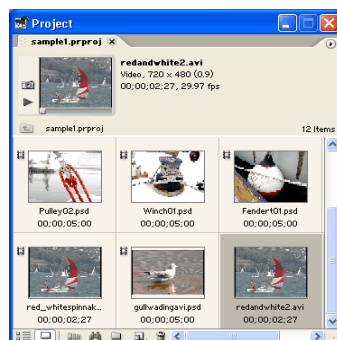 Project
sample1.prproj
redandwhite2.avi
Video, 720 x 480 (0.9)
00;00;02;27, 29.97 fps
sample1.prproj 12 Items
Pulley02.psd Winch01.psd Fendert01.psd
00;00;05;00 00;00;05;00 00;00;05;00
red_whitespinnak... gullwadingavi.psd redandwhite2.avi
00;00;02;27 00;00;05;00 00;00;02;27